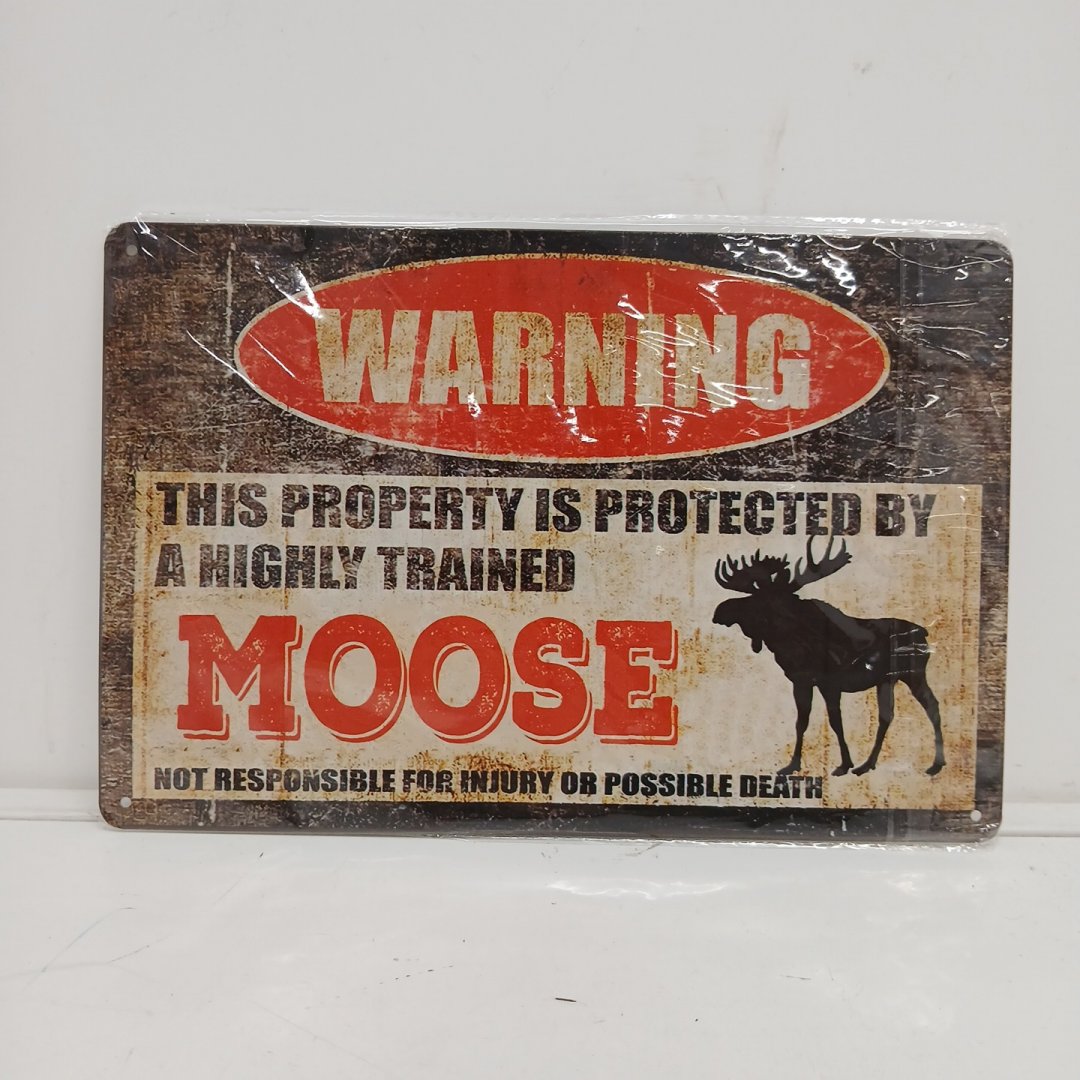 WARNING
THIS PROPERTY IS PROTECTED BY
A HIGHLY TRAINED
MOOSE
NOT RESPONSIBLE FOR INJURY OR POSSIBLE DEATH